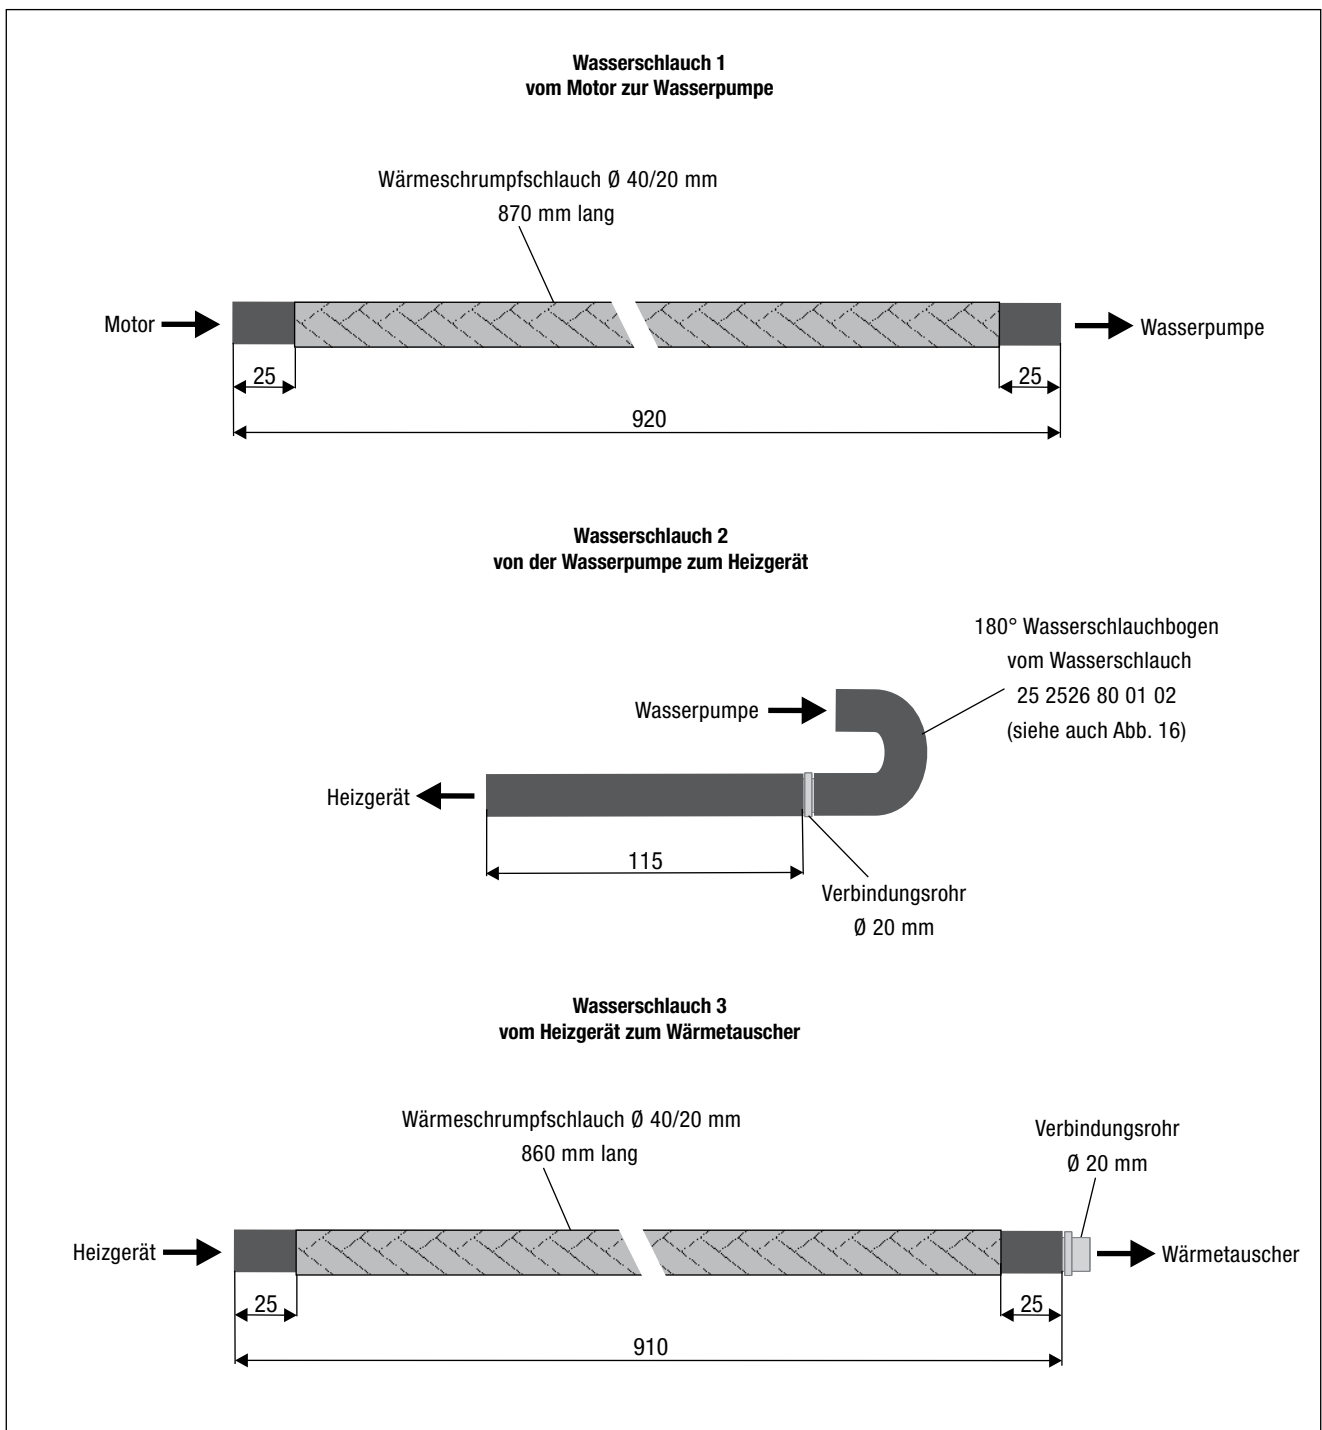 Wasserschlauch 1
vom Motor zur Wasserpumpe
Wärmeschrumpfschlauch Ø 40/20 mm
870 mm lang
Motor
Wasserpumpe
25
25
920
Wasserschlauch 2
von der Wasserpumpe zum Heizgerät
180° Wasserschlauchbogen
vom Wasserschlauch
25 2526 80 01 02
(siehe auch Abb. 16)
Wasserpumpe
Heizgerät
115
Verbindungsrohr
Ø 20 mm
Wasserschlauch 3
vom Heizgerät zum Wärmetauscher
Wärmeschrumpfschlauch Ø 40/20 mm
860 mm lang
Verbindungsrohr
Ø 20 mm
Heizgerät
Wärmetauscher
25
25
910